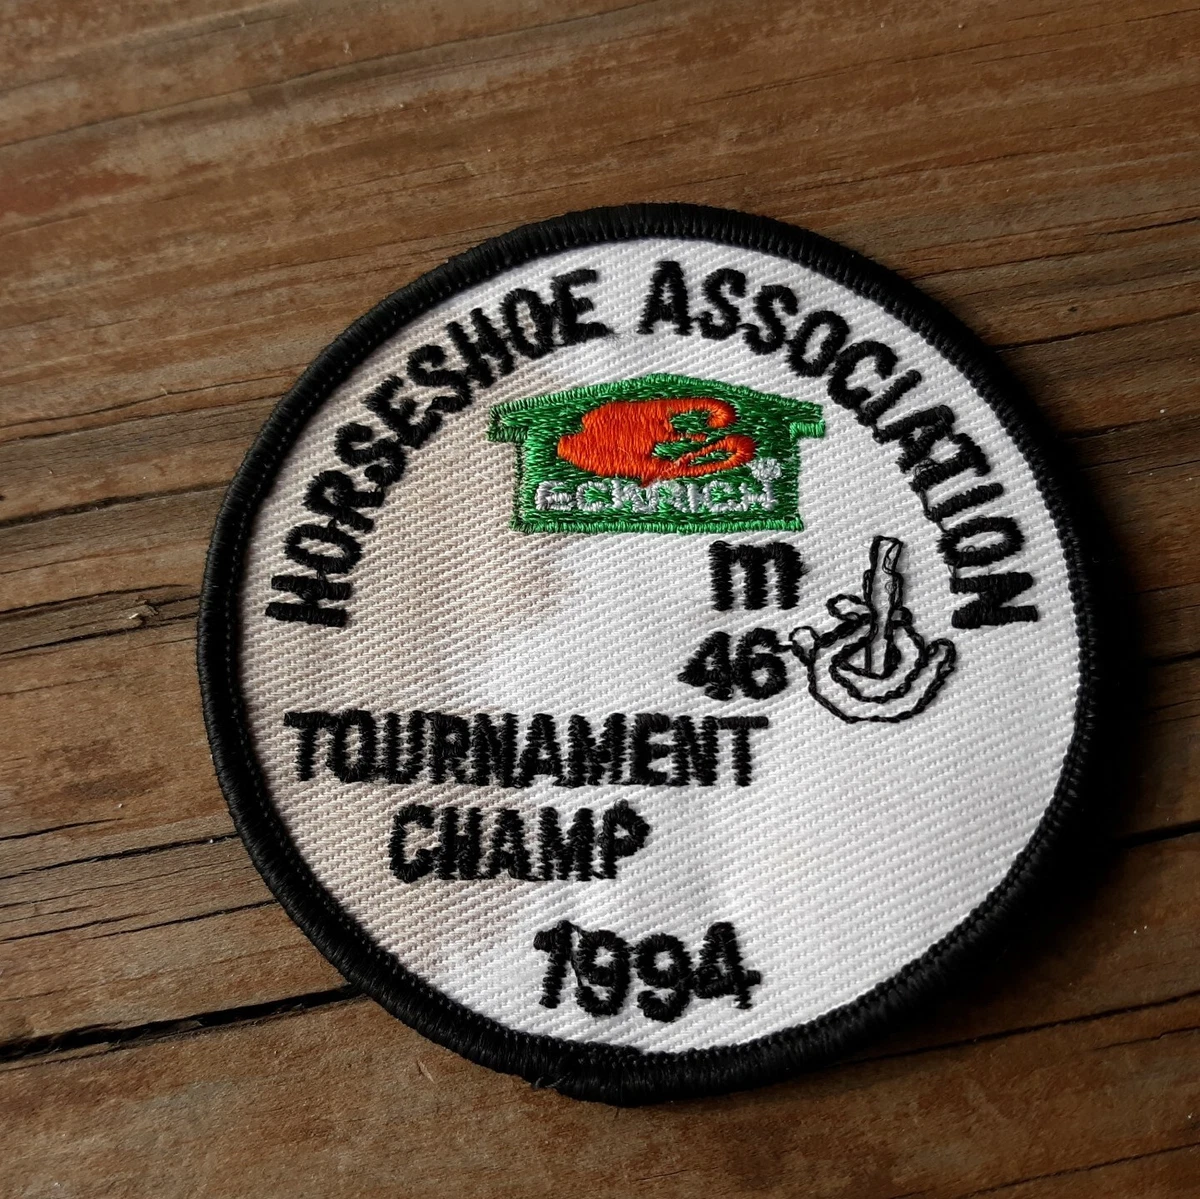 HORSESHOE ASSOCIATION
ECKRICH
m
46
TOURNAMENT
CHAMP
1994